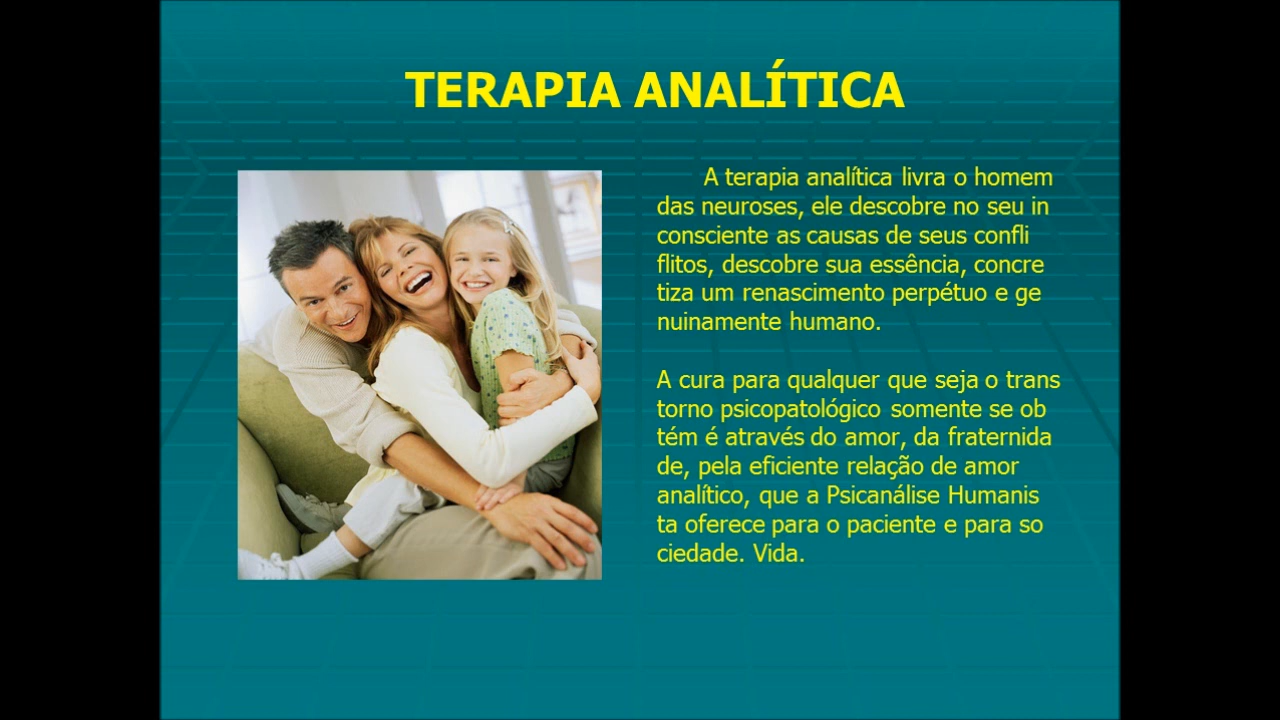 TERAPIA ANALÍTICA
A terapia analítica livra o homem
das neuroses, ele descobre no seu in
consciente as causas de seus confli
flitos, descobre sua essência, concre
tiza um renascimento perpétuo e ge
nuinamente humano.
A cura para qualquer que seja o trans
torno psicopatológico somente se ob
tém é através do amor, da fraternida
de, pela eficiente relação de amor
analítico, que a Psicanálise Humanis
ta oferece para o paciente e para so
ciedade. Vida.